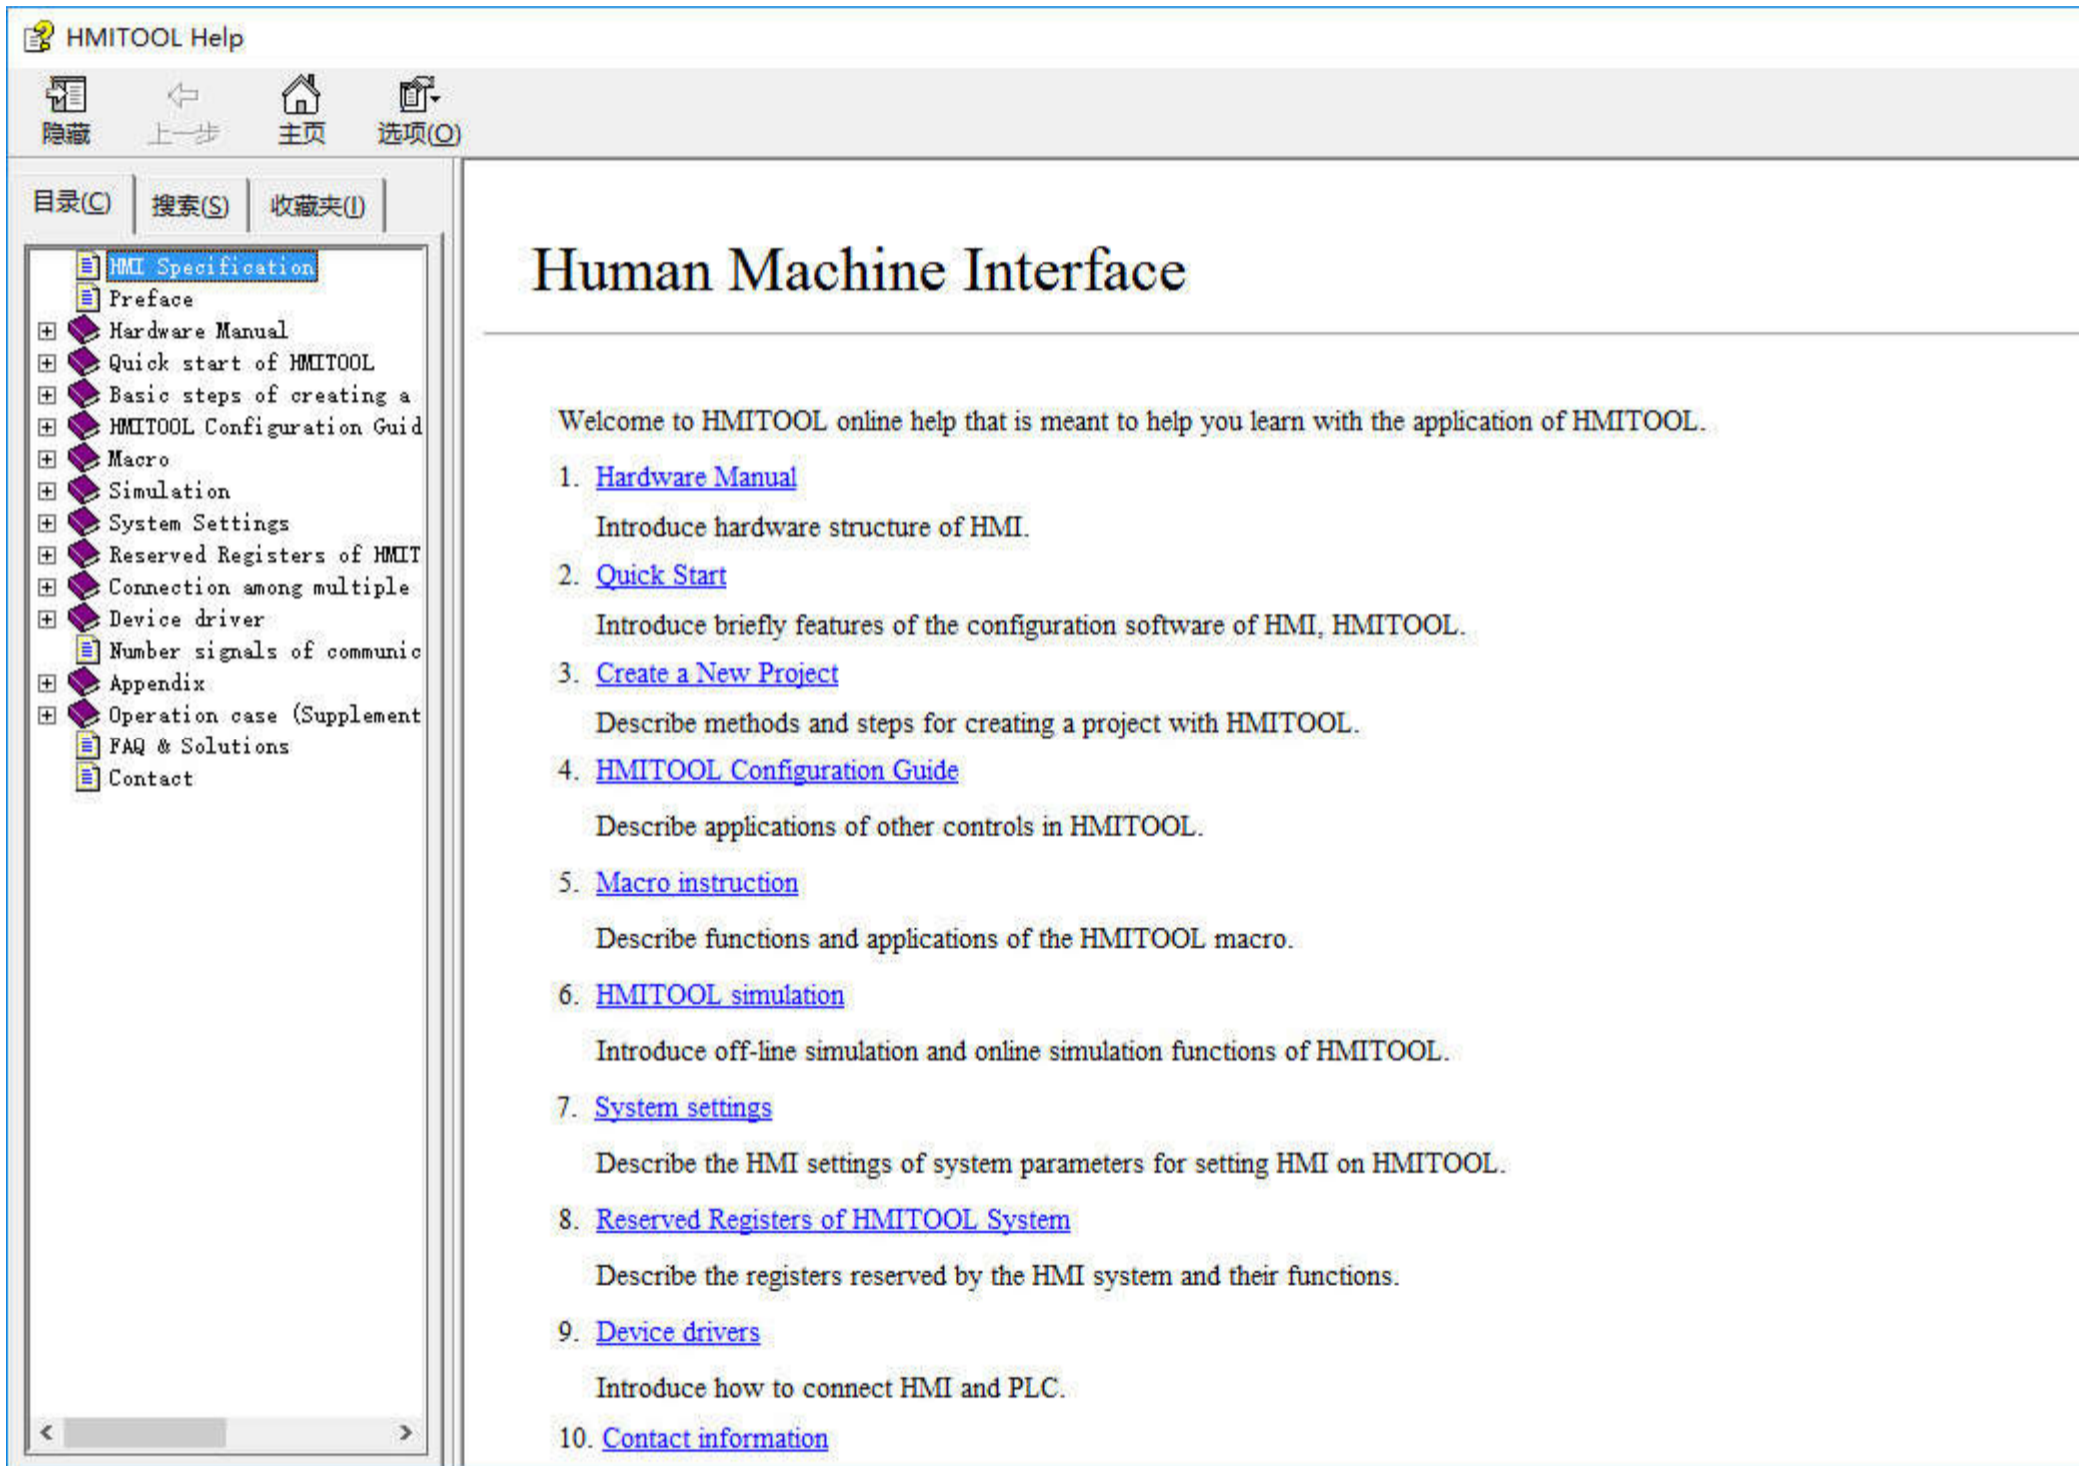 HMITOOL Help
隐藏 上一步 主页 选项(O)
目录(C) 搜索(S) 收藏夹(I)
HMI Specification
Preface
Hardware Manual
Quick start of HMITOOL
Basic steps of creating a
HMITOOL Configuration Guid
Macro
Simulation
System Settings
Reserved Registers of HMIT
Connection among multiple
Device driver
Number signals of communic
Appendix
Operation case (Supplement
FAQ & Solutions
Contact
Human Machine Interface
Welcome to HMITOOL online help that is meant to help you learn with the application of HMITOOL.
1. Hardware Manual
Introduce hardware structure of HMI.
2. Quick Start
Introduce briefly features of the configuration software of HMI, HMITOOL.
3. Create a New Project
Describe methods and steps for creating a project with HMITOOL.
4. HMITOOL Configuration Guide
Describe applications of other controls in HMITOOL.
5. Macro instruction
Describe functions and applications of the HMITOOL macro.
6. HMITOOL simulation
Introduce off-line simulation and online simulation functions of HMITOOL.
7. System settings
Describe the HMI settings of system parameters for setting HMI on HMITOOL.
8. Reserved Registers of HMITOOL System
Describe the registers reserved by the HMI system and their functions.
9. Device drivers
Introduce how to connect HMI and PLC.
10. Contact information